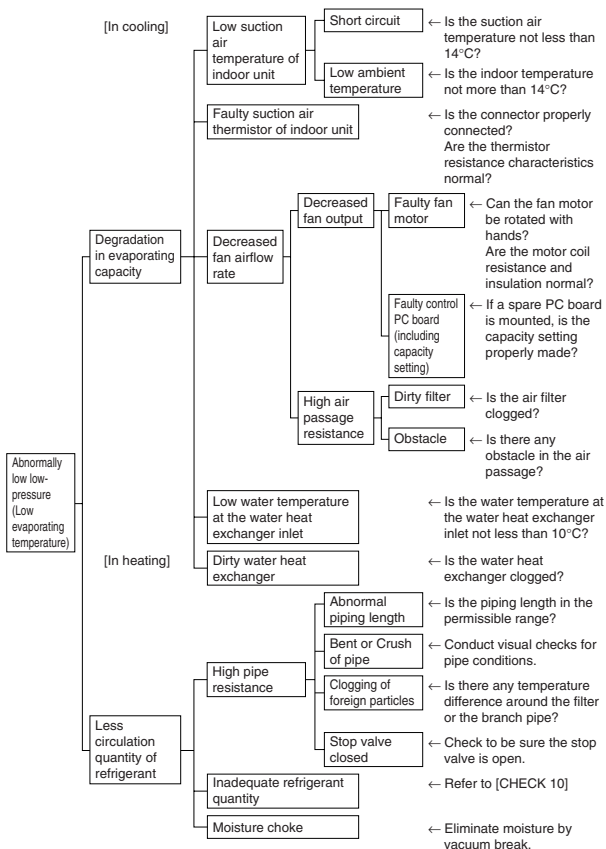 [In cooling]
Low suction
air
temperature of
indoor unit
Short circuit
← Is the suction air
temperature not less than
14°C?
Low ambient
temperature
← Is the indoor temperature
not more than 14°C?
Faulty suction air
thermistor of indoor unit
← Is the connector properly
connected?
Are the thermistor
resistance characteristics
normal?
Degradation
in evaporating
capacity
Decreased
fan airflow
rate
Decreased
fan output
Faulty fan
motor
← Can the fan motor
be rotated with
hands?
Are the motor coil
resistance and
insulation normal?
Faulty control
PC board
(including
capacity
setting)
← If a spare PC board
is mounted, is the
capacity setting
properly made?
High air
passage
resistance
Dirty filter
← Is the air filter
clogged?
Obstacle
← Is there any
obstacle in the air
passage?
Abnormally
low low-
pressure
(Low
evaporating
temperature)
Low water temperature
at the water heat
exchanger inlet
← Is the water temperature at
the water heat exchanger
inlet not less than 10°C?
[In heating]
Dirty water heat
exchanger
← Is the water heat
exchanger clogged?
Less
circulation
quantity of
refrigerant
High pipe
resistance
Abnormal
piping length
← Is the piping length in the
permissible range?
Bent or Crush
of pipe
← Conduct visual checks for
pipe conditions.
Clogging of
foreign particles
← Is there any temperature
difference around the filter
or the branch pipe?
Stop valve
closed
← Check to be sure the stop
valve is open.
Inadequate refrigerant
quantity
← Refer to [CHECK 10]
Moisture choke
← Eliminate moisture by
vacuum break.